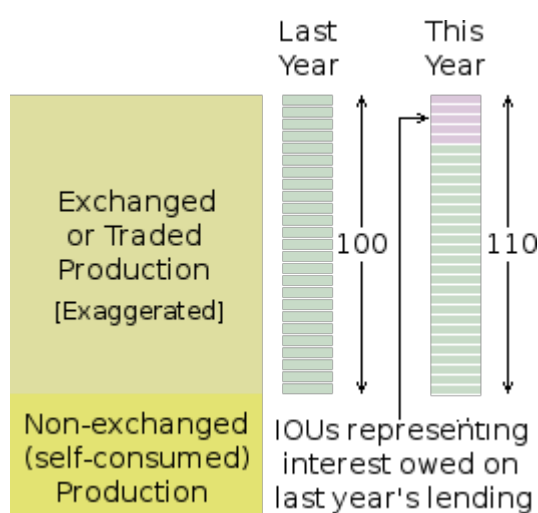 Last
Year
This
Year
Exchanged
or Traded
Production
[Exaggerated]
100
110
Non-exchanged
(self-consumed)
Production
IOUs representing
interest owed on
last year's lending